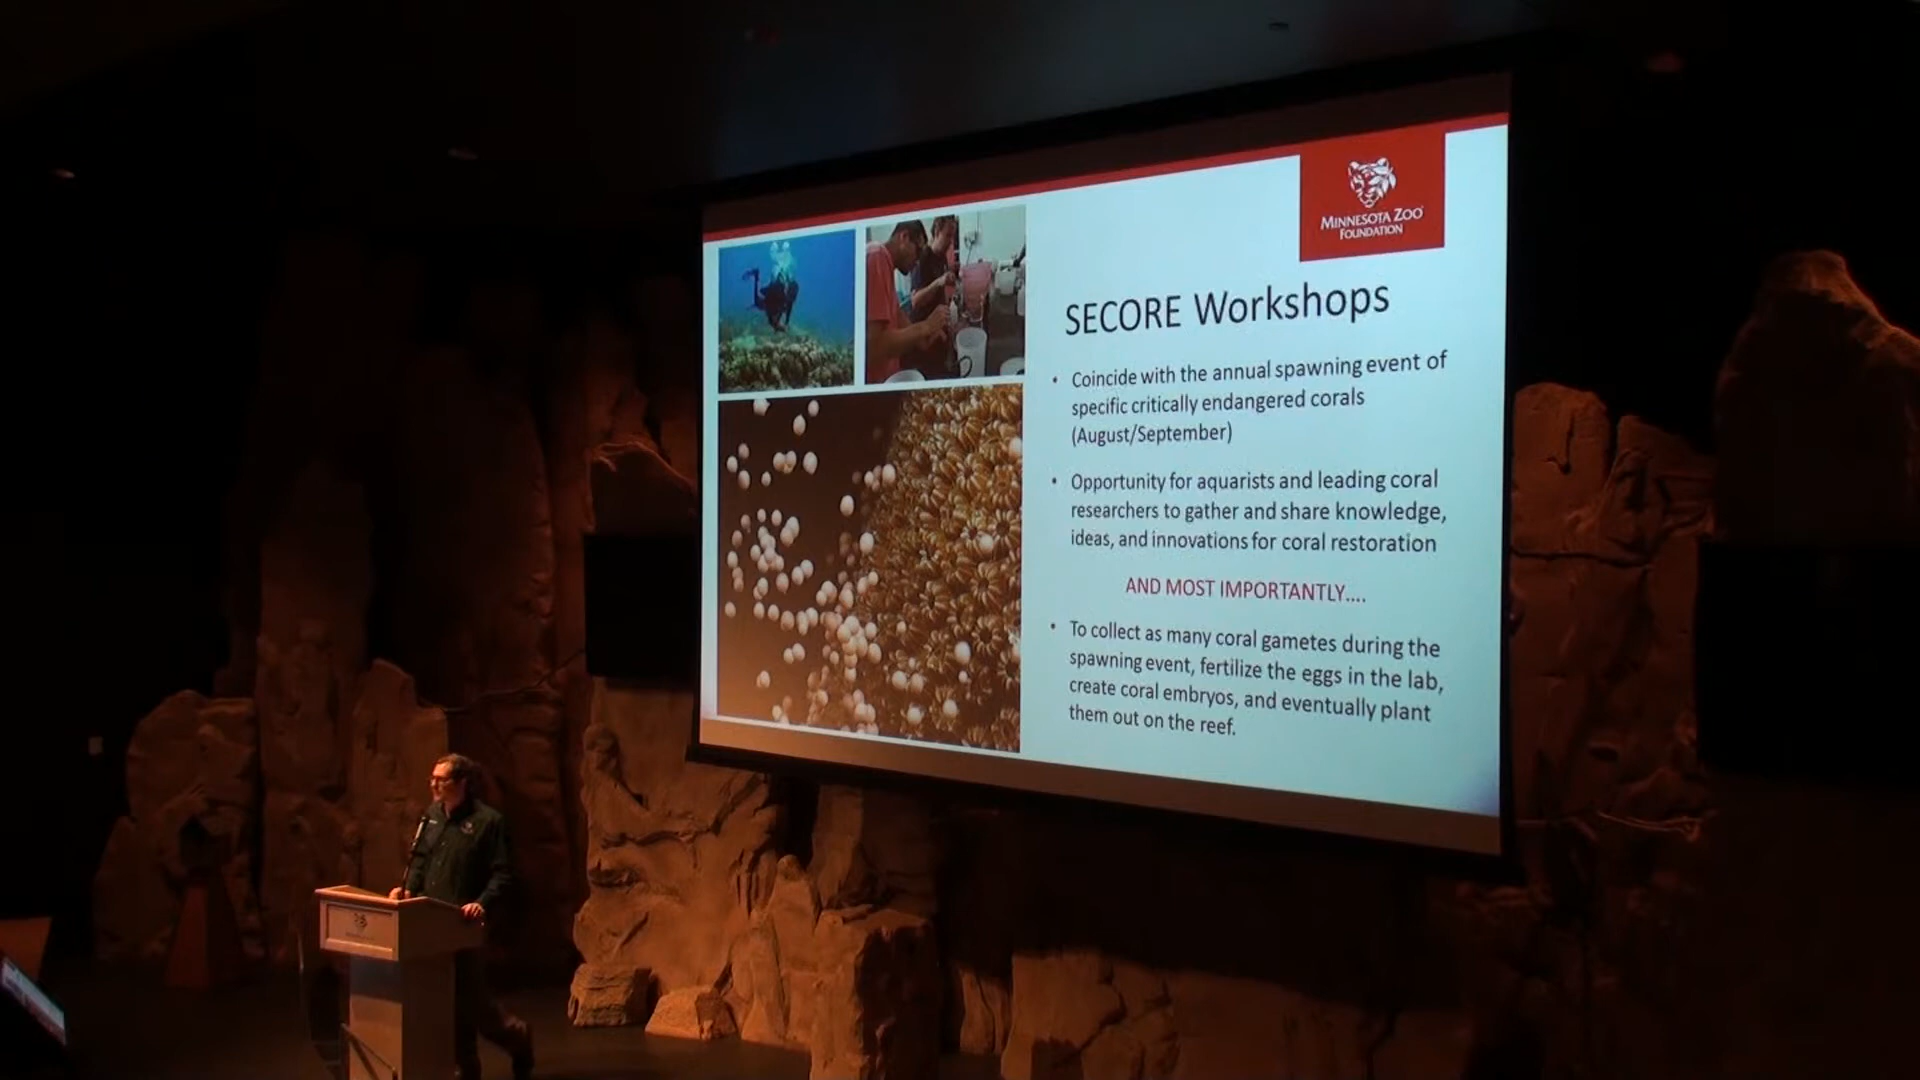 MINNESOTA ZOO
FOUNDATION
SECORE Workshops
• Coincide with the annual spawning event of
specific critically endangered corals
(August/September)
• Opportunity for aquarists and leading coral
researchers to gather and share knowledge,
ideas, and innovations for coral restoration
AND MOST IMPORTANTLY....
• To collect as many coral gametes during the
spawning event, fertilize the eggs in the lab,
create coral embryos, and eventually plant
them out on the reef.